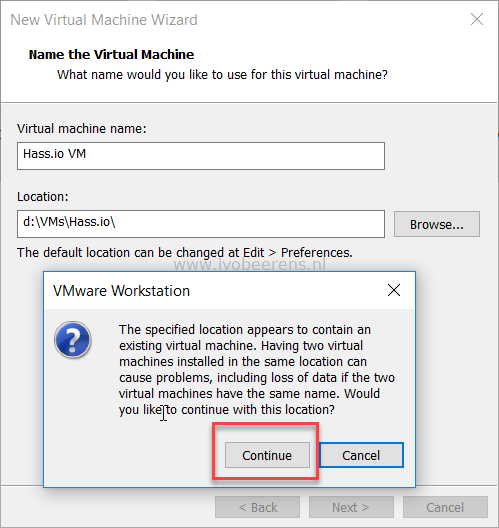 New Virtual Machine Wizard
Name the Virtual Machine
What name would you like to use for this virtual machine?
Virtual machine name:
Hass.io VM
Location:
d:\VMs\Hass.io\
Browse...
The default location can be changed at Edit > Preferences.
www.ivobeerens.nl
VMware Workstation
The specified location appears to contain an
existing virtual machine. Having two virtual
machines installed in the same location can
cause problems, including loss of data if the two
virtual machines have the same name. Would
you like to continue with this location?
Continue
Cancel
< Back
Next >
Cancel